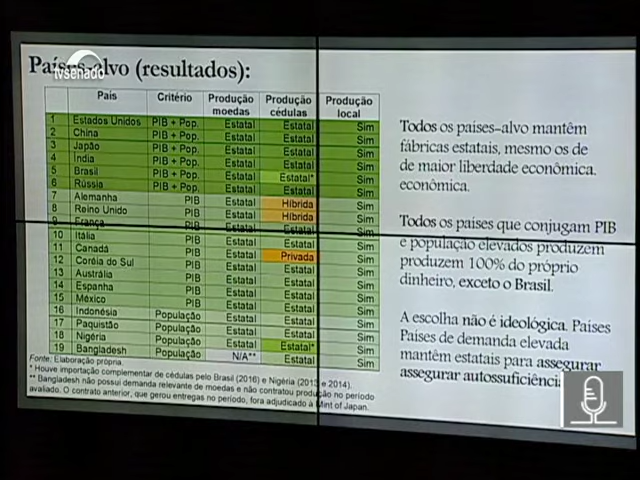 Países-alvo (resultados):
tvsenado
País Critério Produção moedas Produção cédulas Produção local
1 Estados Unidos PIB + Pop. Estatal Estatal Sim
2 China PIB + Pop. Estatal Estatal Sim
3 Japão PIB + Pop. Estatal Estatal Sim
4 Índia PIB + Pop. Estatal Estatal Sim
5 Brasil PIB + Pop. Estatal Estatal* Sim
6 Rússia PIB + Pop. Estatal Estatal Sim
7 Alemanha PIB Estatal Híbrida Sim
8 Reino Unido PIB Estatal Híbrida Sim
9 França PIB Estatal Estatal Sim
10 Itália PIB Estatal Estatal Sim
11 Canadá PIB Estatal Privada Sim
12 Coréia do Sul PIB Estatal Estatal Sim
13 Austrália PIB Estatal Estatal Sim
14 Espanha PIB Estatal Estatal Sim
15 México PIB Estatal Estatal Sim
16 Indonésia População Estatal Estatal Sim
17 Paquistão População Estatal Estatal Sim
18 Nigéria População Estatal Estatal* Sim
19 Bangladesh População N/A** Estatal Sim
Fonte: Elaboração própria.
* Houve importação complementar de cédulas pelo Brasil (2016) e Nigéria (2013 e 2014).
** Bangladesh não possui demanda relevante de moedas e não contratou produção no período
avaliado. O contrato anterior, que gerou entregas no período, fora adjudicado à Mint of Japan.
Todos os países-alvo mantêm
fábricas estatais, mesmo os de
de maior liberdade econômica.
econômica.
Todos os países que conjugam PIB
e população elevados produzem
produzem 100% do próprio
dinheiro, exceto o Brasil.
A escolha não é ideológica. Países
Países de demanda elevada
mantêm estatais para assegurar
assegurar autossuficiência